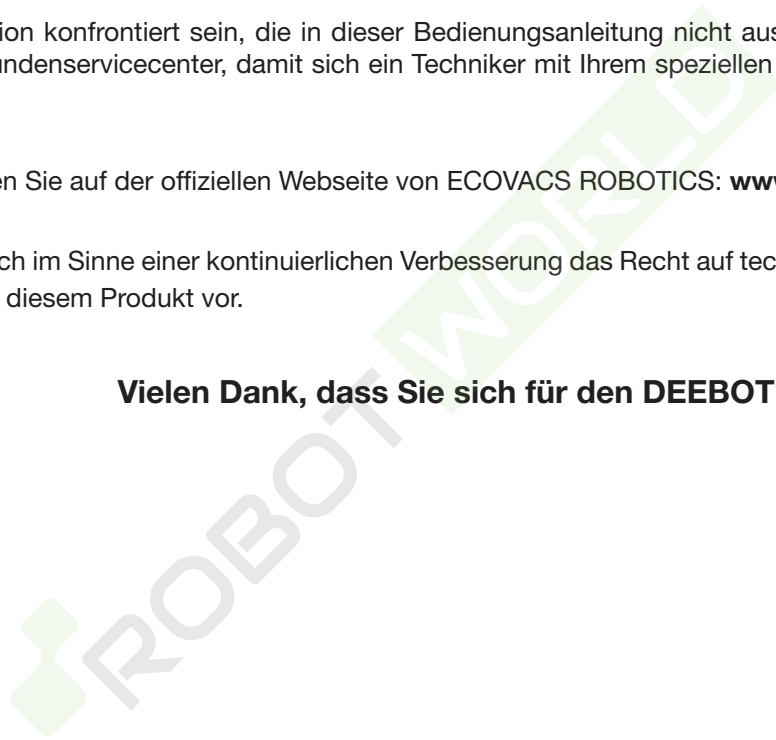 ion konfrontiert sein, die in dieser Bedienungsanleitung nicht aus
undenservicecenter, damit sich ein Techniker mit Ihrem speziellen
en Sie auf der offiziellen Webseite von ECOVACS ROBOTICS: www
ch im Sinne einer kontinuierlichen Verbesserung das Recht auf tec
diesem Produkt vor.
Vielen Dank, dass Sie sich für den DEEBOT
ROBOT WORLD